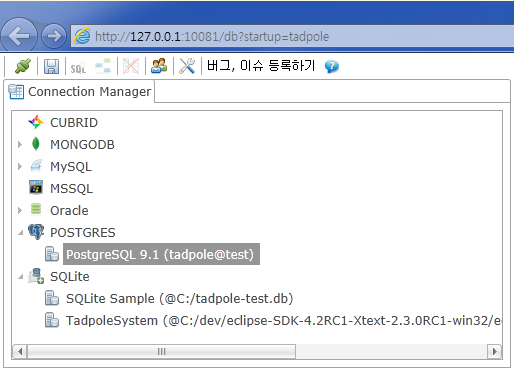 http://127.0.0.1:10081/db?startup=tadpole
SQL 버그, 이슈 등록하기
Connection Manager
CUBRID
MONGODB
MySQL
MSSQL
Oracle
POSTGRES
PostgreSQL 9.1 (tadpole@test)
SQLite
SQLite Sample (@C:/tadpole-test.db)
TadpoleSystem (@C:/dev/eclipse-SDK-4.2RC1-Xtext-2.3.0RC1-win32/e